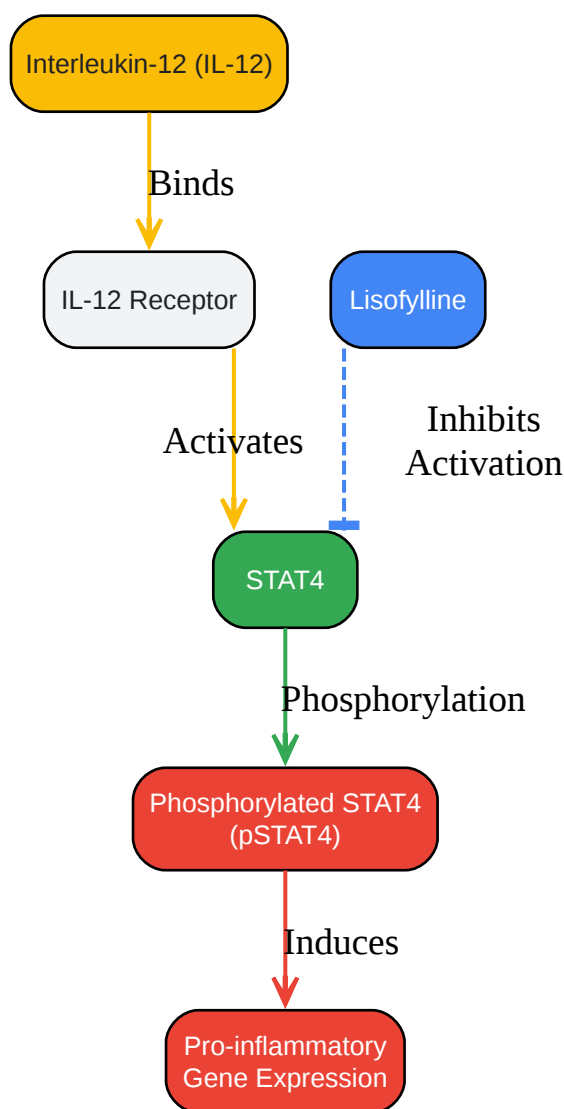 Interleukin-12 (IL-12)
Binds
IL-12 Receptor
Lisofylline
Activates
Inhibits
Activation
STAT4
Phosphorylation
Phosphorylated STAT4
(pSTAT4)
Induces
Pro-inflammatory
Gene Expression